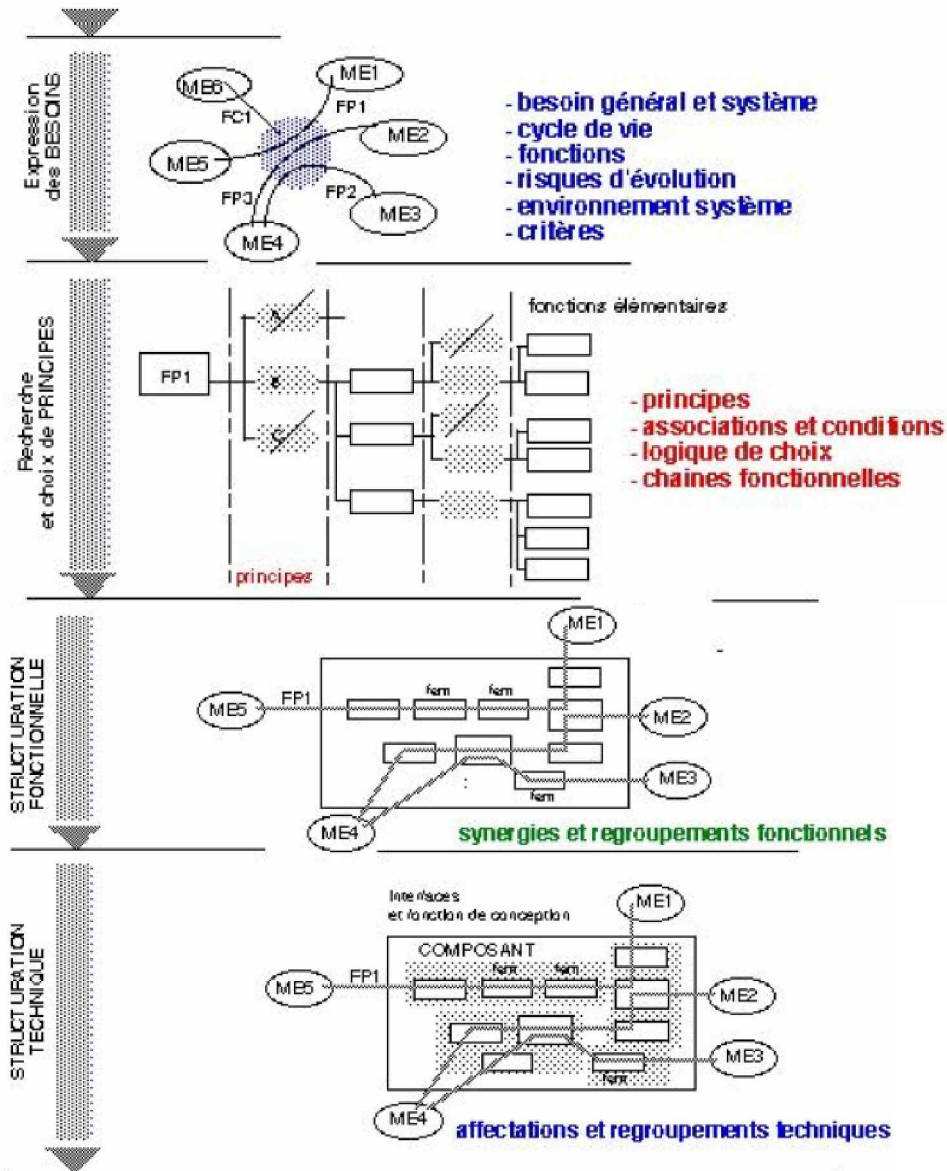 Expression
des BESOINS
ME6
ME1
FC1
FP1
ME2
ME5
FP3
FP2
ME3
ME4
- besoin général et système
- cycle de vie
- fonctions
- risques d'évolution
- environnement système
- critères
Recherche
et choix de PRINCIPES
fonctions élémentaires
A
FP1
B
C
principes
- principes
- associations et conditions
- logique de choix
- chaines fonctionnelles
STRUCTURATION
FONCTIONNELLE
ME1
ME5
FP1
ME2
ME3
ME4
synergies et regroupements fonctionnels
STRUCTURATION
TECHNIQUE
Interfaces
et fonction de conception
ME1
COMPOSANT
ME5
FP1
ME2
ME3
ME4
affectations et regroupements techniques